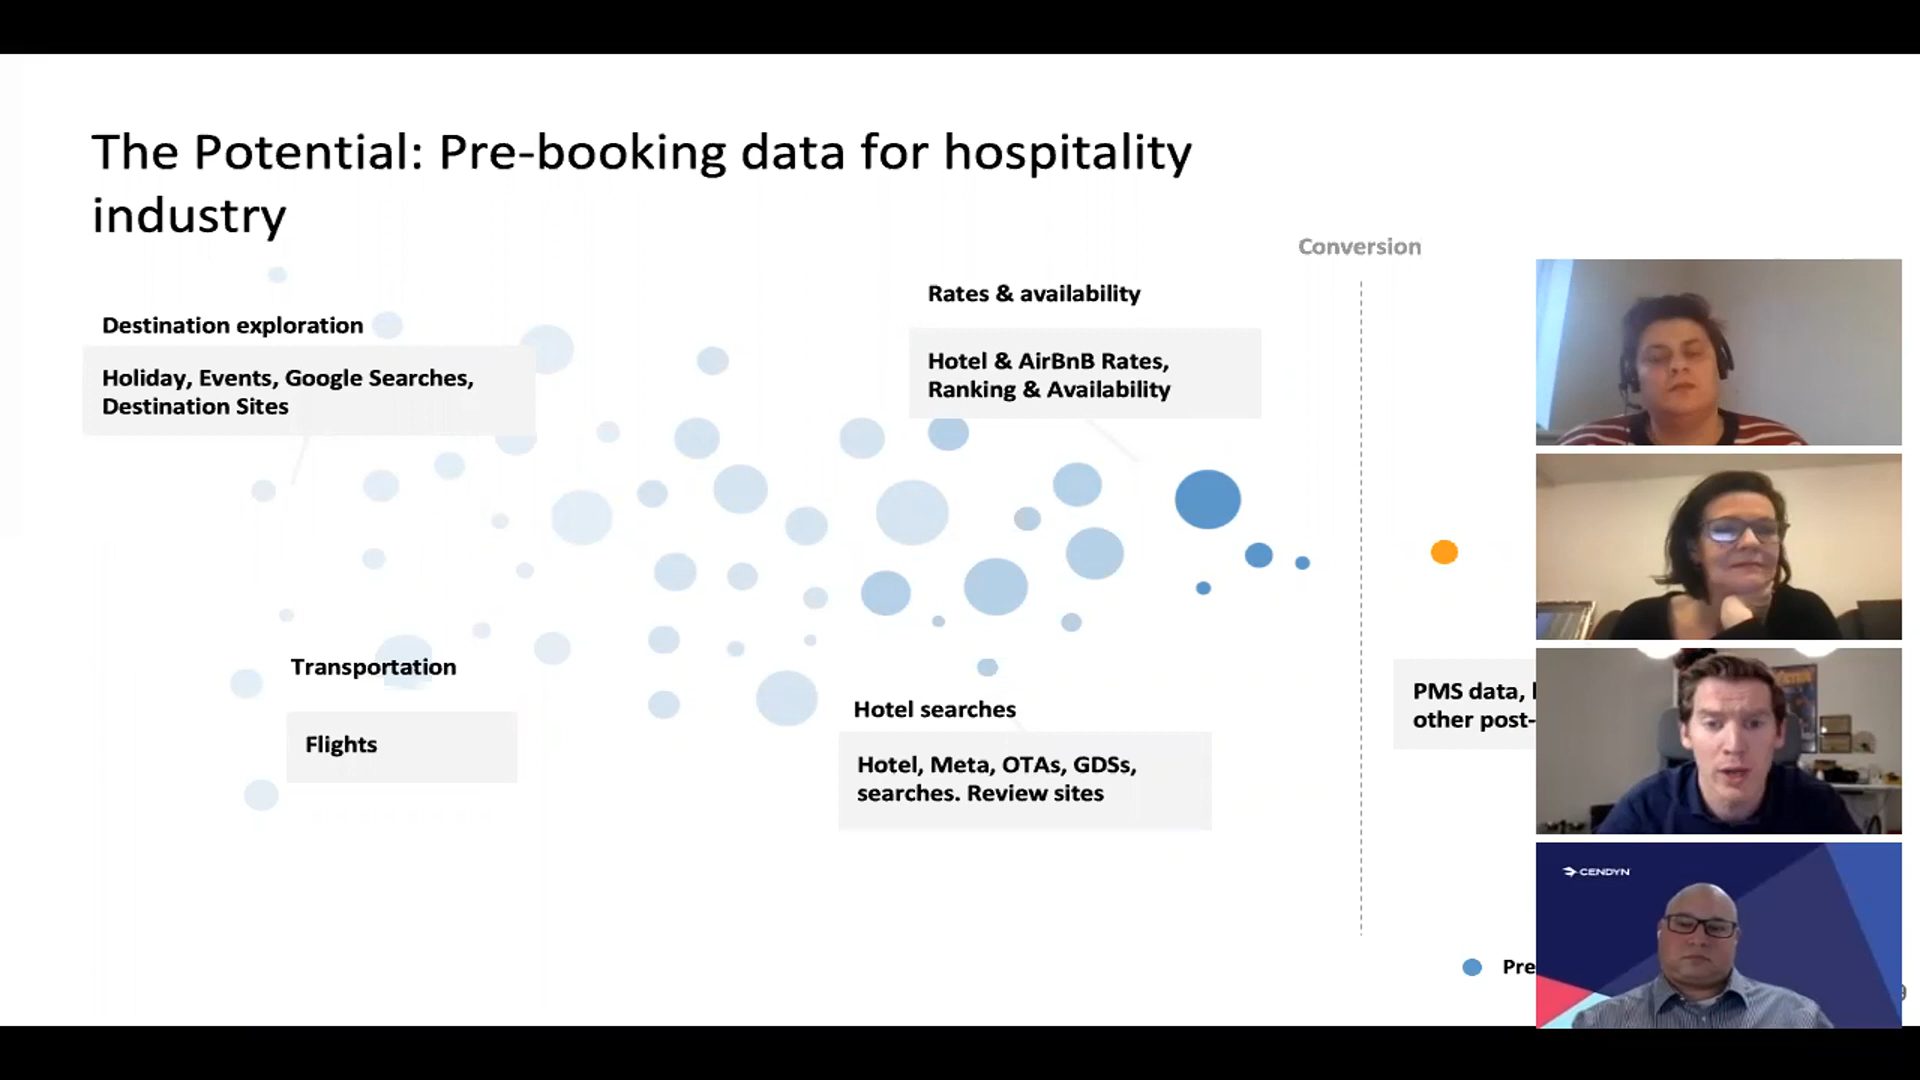 The Potential: Pre-booking data for hospitality
industry
Conversion
Rates & availability
Hotel & AirBnB Rates,
Ranking & Availability
Destination exploration
Holiday, Events, Google Searches,
Destination Sites
Transportation
Flights
Hotel searches
Hotel, Meta, OTAs, GDSs,
searches. Review sites
PMS data,
other post-
Pre
CENDYN